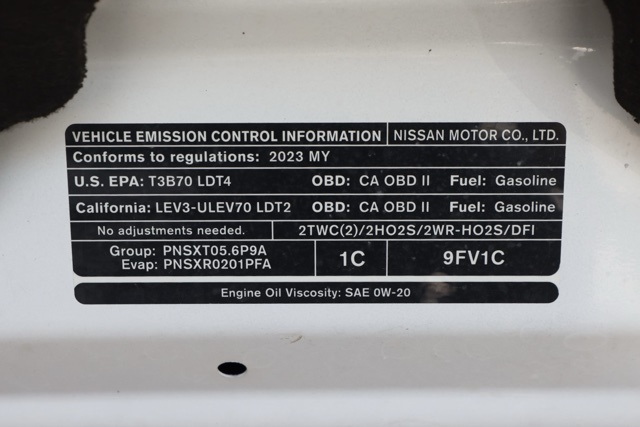 VEHICLE EMISSION CONTROL INFORMATION NISSAN MOTOR CO., LTD.
Conforms to regulations: 2023 MY
U.S. EPA: T3B70 LDT4 OBD: CA OBD II Fuel: Gasoline
California: LEV3-ULEV70 LDT2 OBD: CA OBD II Fuel: Gasoline
No adjustments needed. 2TWC(2)/2HO2S/2WR-HO2S/DFI
Group: PNSXT05.6P9A
Evap: PNSXR0201PFA
1C
9FV1C
Engine Oil Viscosity: SAE 0W-20